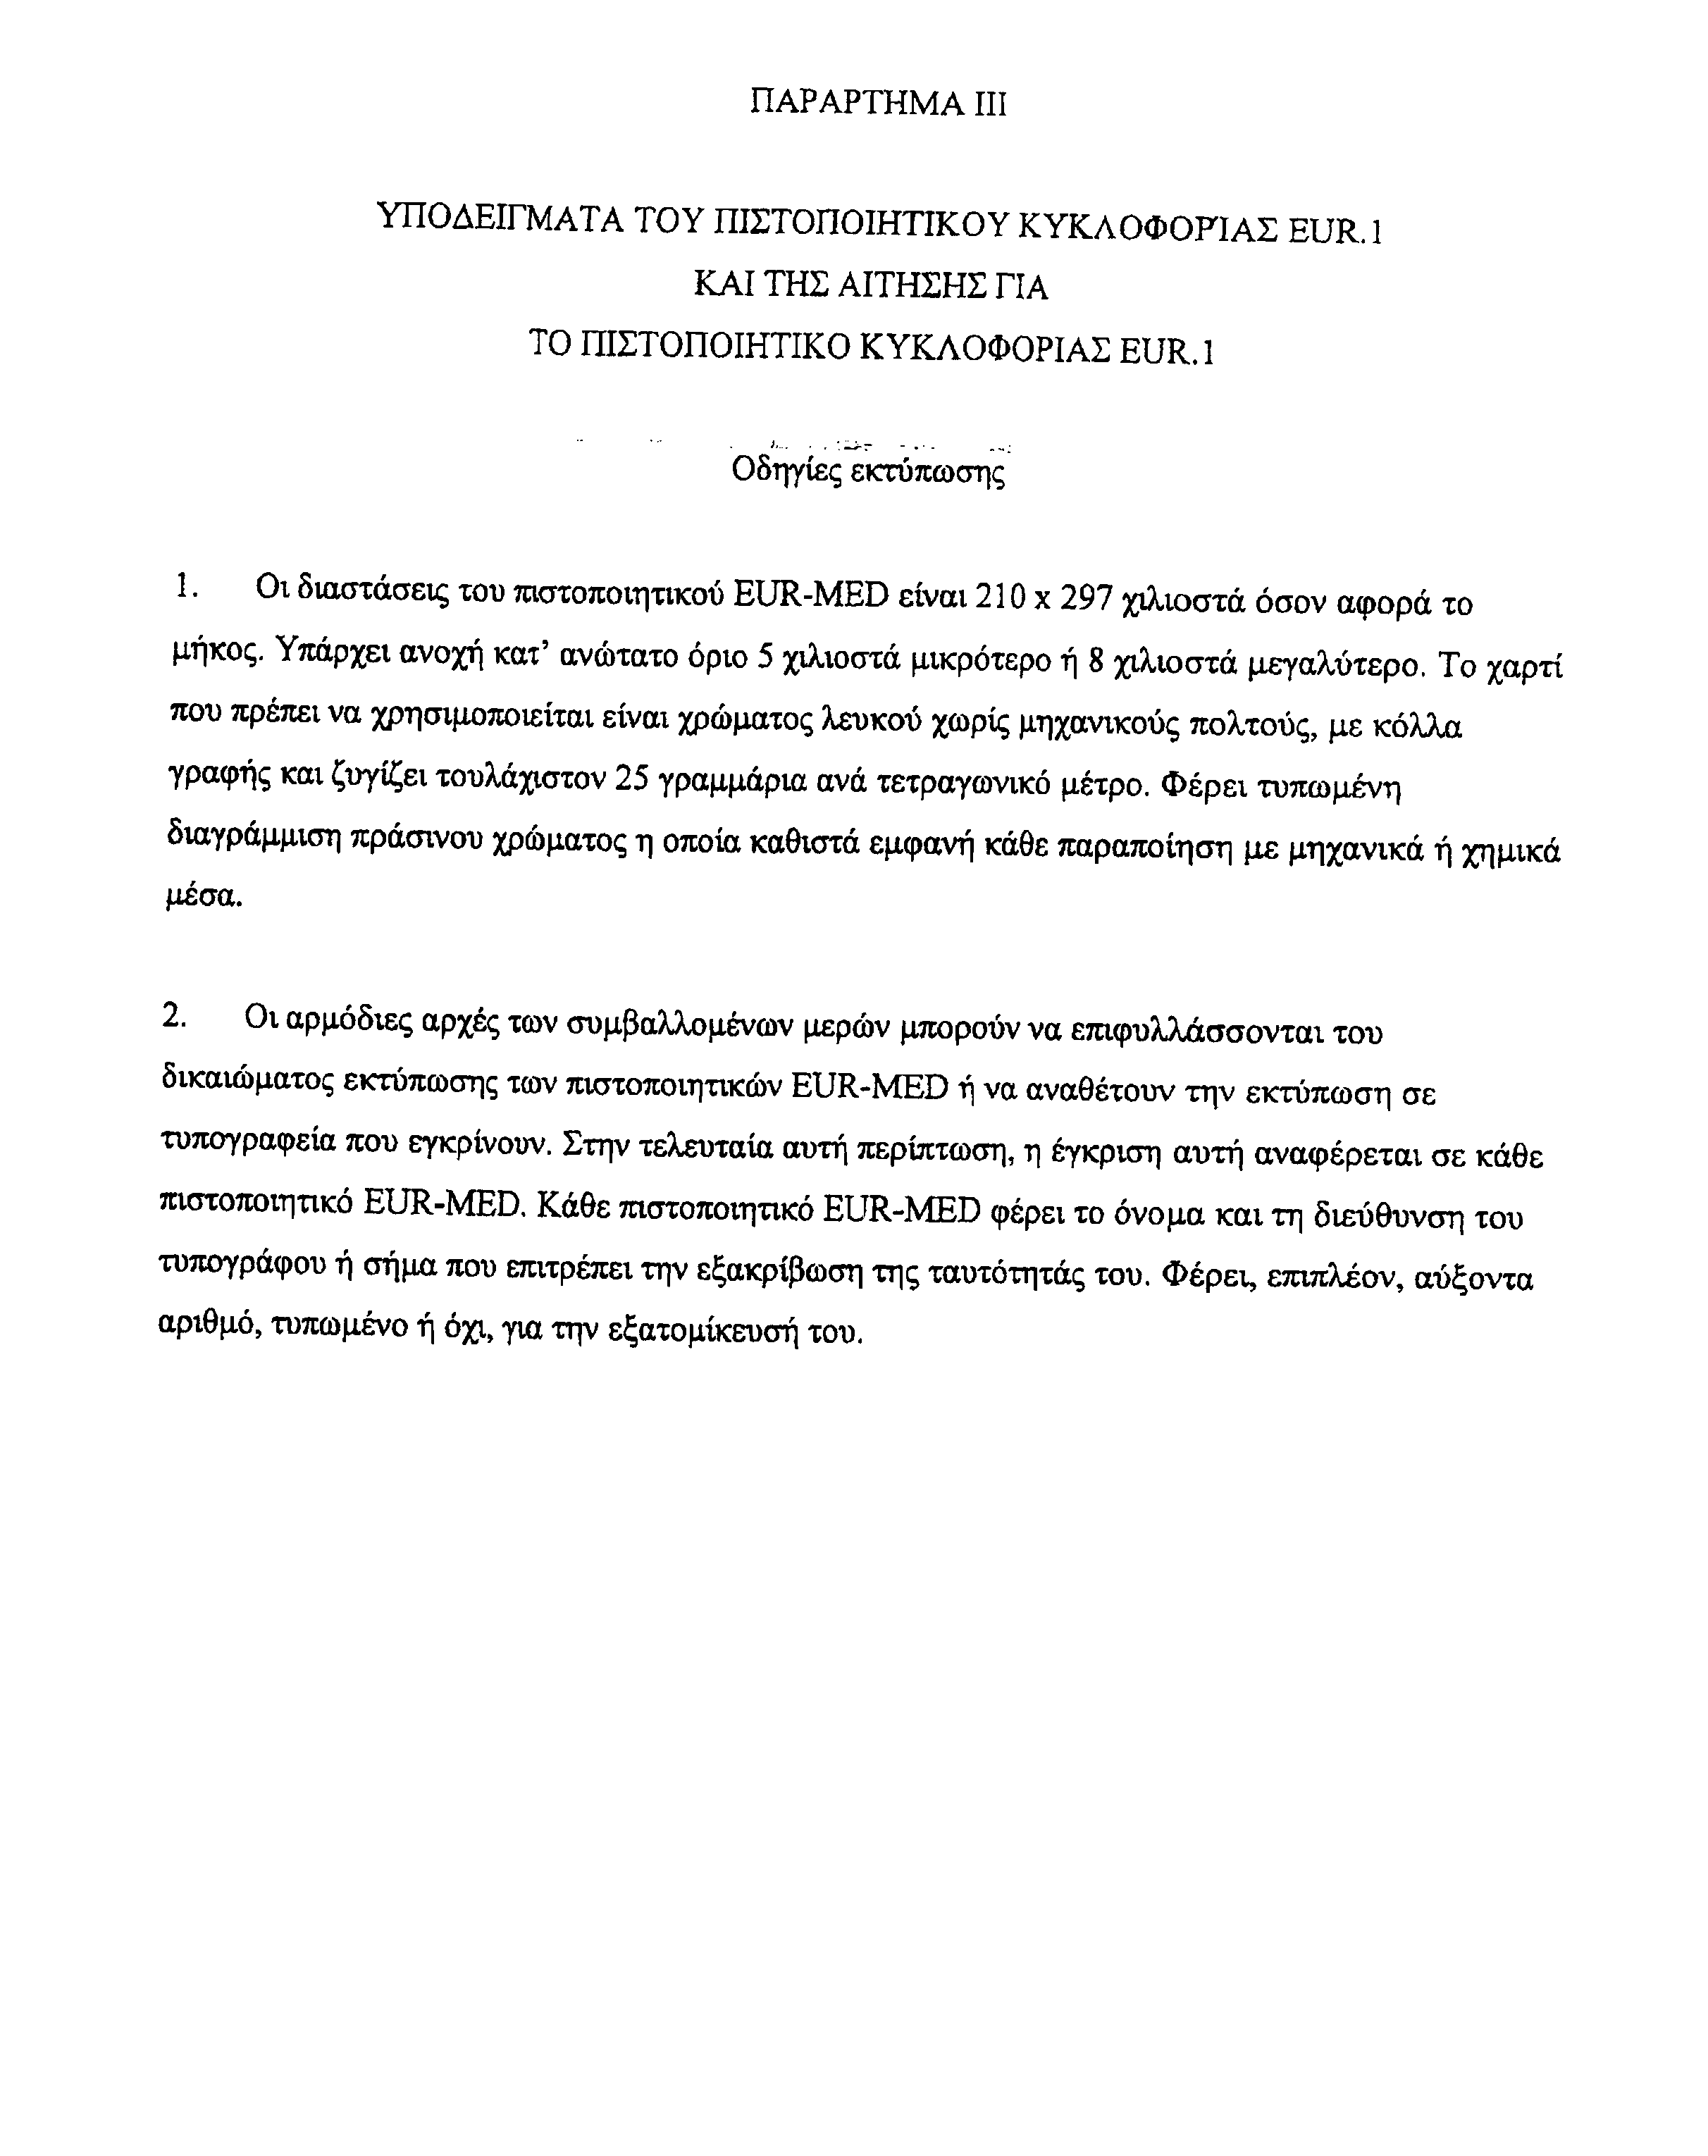 ΠΑΡΑΡΤΗΜΑ ΙΙΙ
ΥΠΟΔΕΙΓΜΑΤΑ ΤΟΥ ΠΙΣΤΟΠΟΙΗΤΙΚΟΥ ΚΥΚΛΟΦΟΡΊΑΣ EUR.1
ΚΑΙ ΤΗΣ ΑΙΤΗΣΗΣ ΓΙΑ
ΤΟ ΠΙΣΤΟΠΟΙΗΤΙΚΟ ΚΥΚΛΟΦΟΡΙΑΣ EUR.1
Οδηγίες εκτύπωσης
1. Οι διαστάσεις του πιστοποιητικού EUR-MED είναι 210 x 297 χιλιοστά όσον αφορά το
μήκος. Υπάρχει ανοχή κατ’ ανώτατο όριο 5 χιλιοστά μικρότερο ή 8 χιλιοστά μεγαλύτερο. Το χαρτί
που πρέπει να χρησιμοποιείται είναι χρώματος λευκού χωρίς μηχανικούς πολτούς, με κόλλα
γραφής και ζυγίζει τουλάχιστον 25 γραμμάρια ανά τετραγωνικό μέτρο. Φέρει τυπωμένη
διαγράμμιση πράσινου χρώματος η οποία καθιστά εμφανή κάθε παραποίηση με μηχανικά ή χημικά
μέσα.
2. Οι αρμόδιες αρχές των συμβαλλομένων μερών μπορούν να επιφυλλάσσονται του
δικαιώματος εκτύπωσης των πιστοποιητικών EUR-MED ή να αναθέτουν την εκτύπωση σε
τυπογραφεία που εγκρίνουν. Στην τελευταία αυτή περίπτωση, η έγκριση αυτή αναφέρεται σε κάθε
πιστοποιητικό EUR-MED. Κάθε πιστοποιητικό EUR-MED φέρει το όνομα και τη διεύθυνση του
τυπογράφου ή σήμα που επιτρέπει την εξακρίβωση της ταυτότητάς του. Φέρει, επιπλέον, αύξοντα
αριθμό, τυπωμένο ή όχι, για την εξατομίκευσή του.